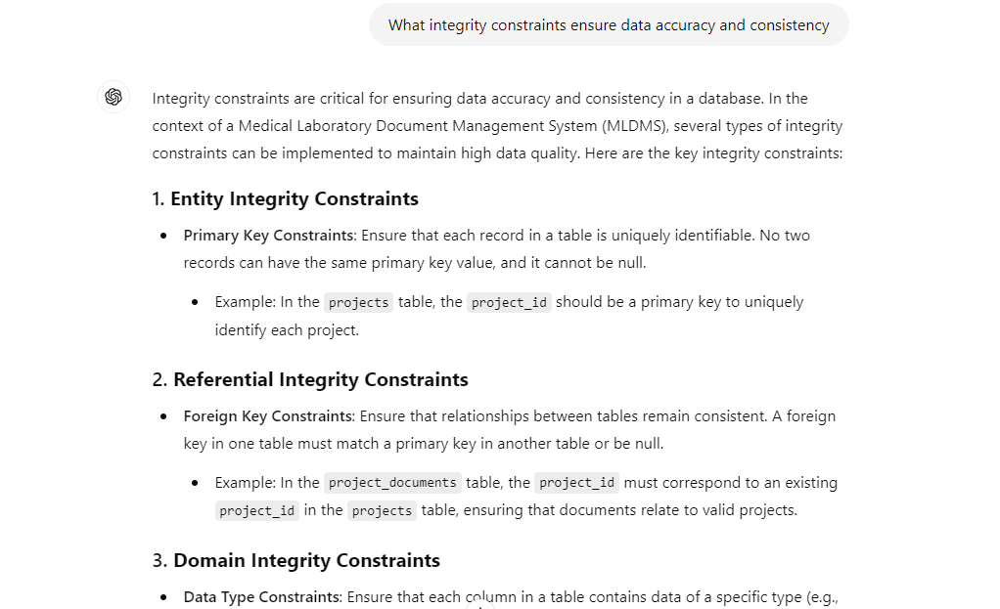 What integrity constraints ensure data accuracy and consistency
Integrity constraints are critical for ensuring data accuracy and consistency in a database. In the
context of a Medical Laboratory Document Management System (MLDMS), several types of integrity
constraints can be implemented to maintain high data quality. Here are the key integrity constraints:
1. Entity Integrity Constraints
• Primary Key Constraints: Ensure that each record in a table is uniquely identifiable. No two
records can have the same primary key value, and it cannot be null.
• Example: In the projects table, the project_id should be a primary key to uniquely
identify each project.
2. Referential Integrity Constraints
• Foreign Key Constraints: Ensure that relationships between tables remain consistent. A foreign
key in one table must match a primary key in another table or be null.
• Example: In the project_documents table, the project_id must correspond to an existing
project_id in the projects table, ensuring that documents relate to valid projects.
3. Domain Integrity Constraints
• Data Type Constraints: Ensure that each column in a table contains data of a specific type (e.g.,